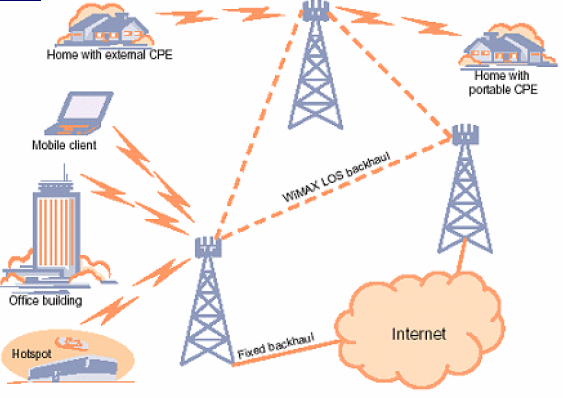 Home with external CPE
Home with
portable CPE
Mobile client
WiMAX LOS backhaul
Office building
Hotspot
Fixed backhaul
Internet